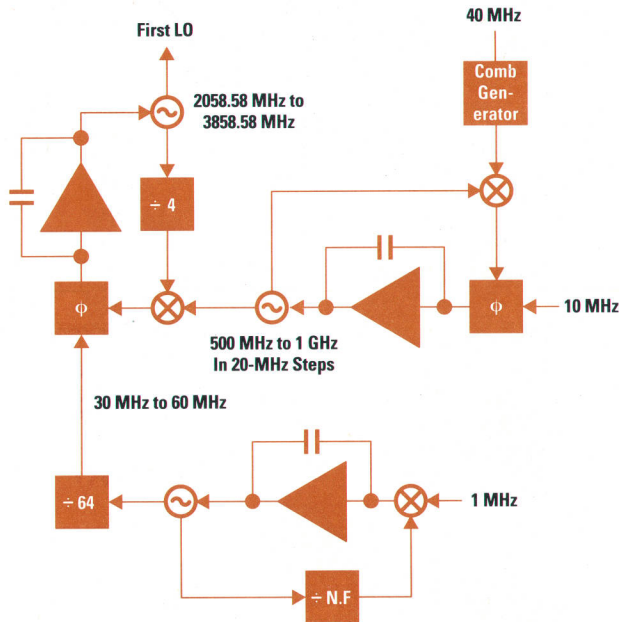 First LO
40 MHz
Comb
Gen-
erator
2058.58 MHz to
3858.58 MHz
÷ 4
ϕ
ϕ
10 MHz
500 MHz to 1 GHz
In 20-MHz Steps
30 MHz to 60 MHz
÷ 64
1 MHz
÷ N.F